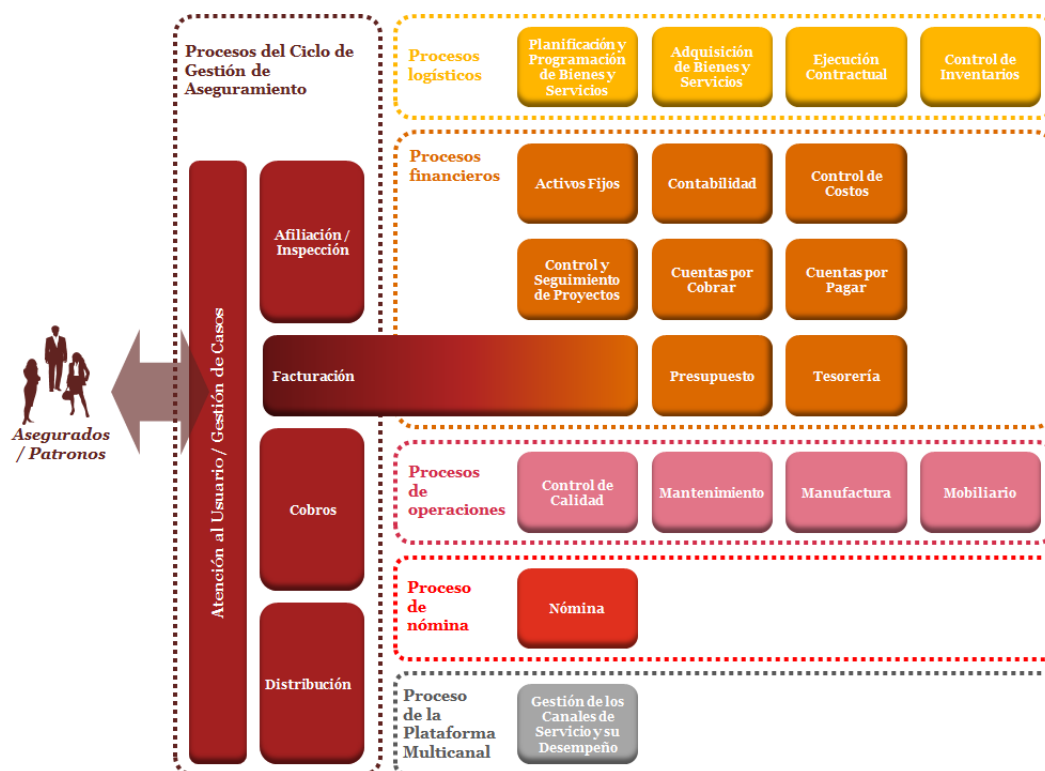 Procesos del Ciclo de
Gestión de
Aseguramiento
Atención al Usuario / Gestión de Casos
Afiliación /
Inspección
Facturación
Cobros
Distribución
Asegurados
/ Patronos
Procesos
logísticos
Planificación y
Programación
de Bienes y
Servicios
Adquisición
de Bienes y
Servicios
Ejecución
Contractual
Control de
Inventarios
Procesos
financieros
Activos Fijos
Contabilidad
Control de
Costos
Control y
Seguimiento
de Proyectos
Cuentas por
Cobrar
Cuentas por
Pagar
Presupuesto
Tesorería
Procesos
de
operaciones
Control de
Calidad
Mantenimiento
Manufactura
Mobiliario
Proceso
de
nómina
Nómina
Proceso
de la
Plataforma
Multicanal
Gestión de los
Canales de
Servicio y su
Desempeño